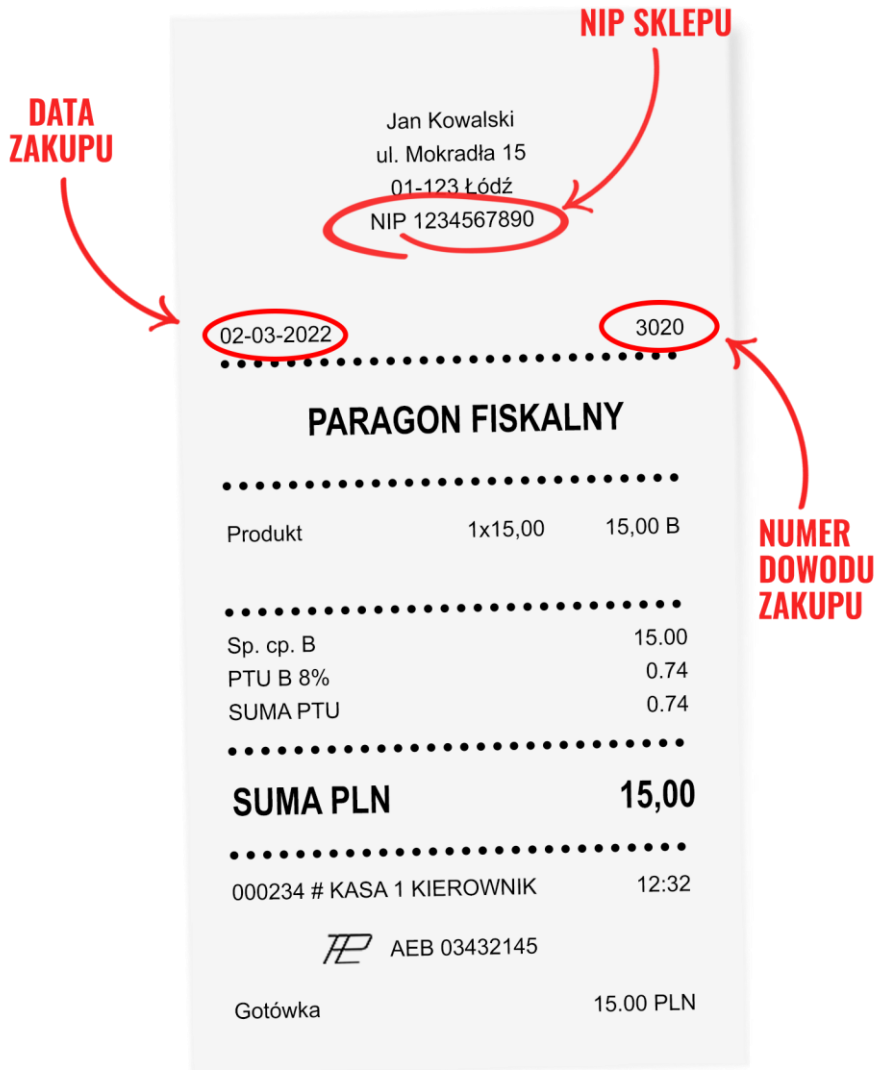 NIP SKLEPU
DATA
ZAKUPU
Jan Kowalski
ul. Mokradła 15
01-123 Łódź
NIP 1234567890
02-03-2022 3020
PARAGON FISKALNY
Produkt 1x15,00 15,00 B
NUMER
DOWODU
ZAKUPU
Sp. cp. B 15.00
PTU B 8% 0.74
SUMA PTU 0.74
SUMA PLN 15,00
000234 # KASA 1 KIEROWNIK 12:32
AEB 03432145
Gotówka 15.00 PLN